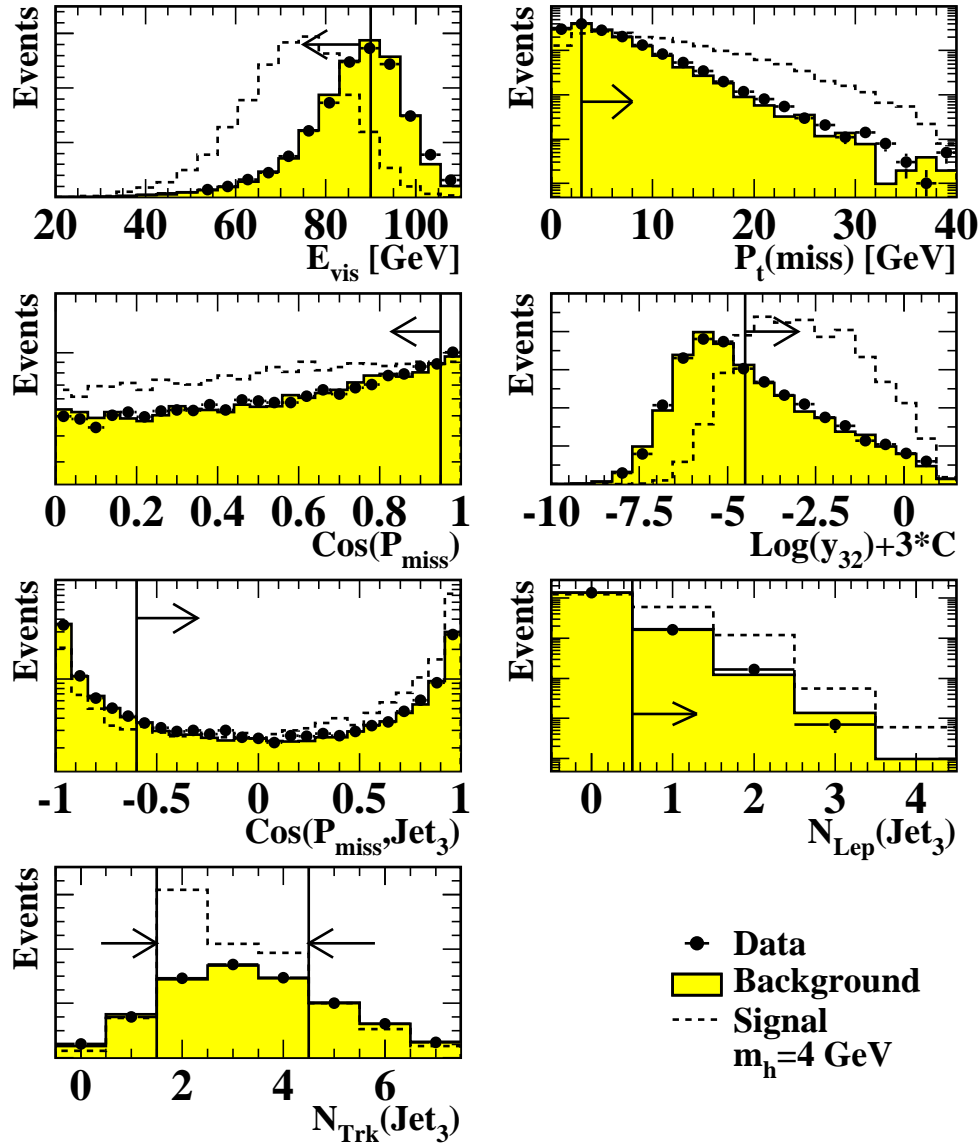 Events
20 40 60 80 100
E_vis [GeV]
Events
0 10 20 30 40
P_t(miss) [GeV]
Events
0 0.2 0.4 0.6 0.8 1
Cos(P_miss)
Events
-10 -7.5 -5 -2.5 0
Log(y_32)+3*C
Events
-1 -0.5 0 0.5 1
Cos(P_miss,Jet_3)
Events
0 1 2 3 4
N_Lep(Jet_3)
Events
0 2 4 6
N_Trk(Jet_3)
Data
Background
Signal
m_h=4 GeV